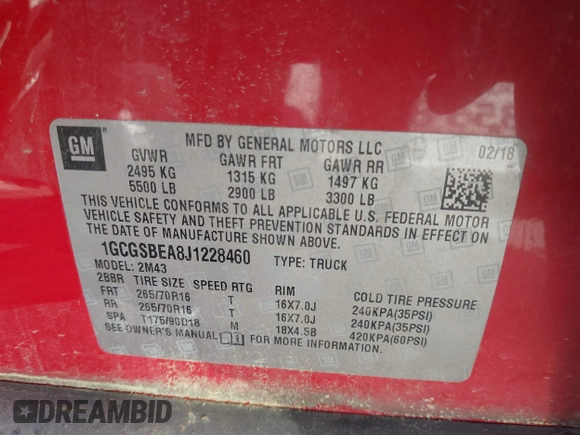 GM
MFD BY GENERAL MOTORS LLC
02/18
GVWR GAWR FRT GAWR RR
2495 KG 1315 KG 1497 KG
5500 LB 2900 LB 3300 LB
THIS VEHICLE CONFORMS TO ALL APPLICABLE U.S. FEDERAL MOTOR
VEHICLE SAFETY AND THEFT PREVENTION STANDARDS IN EFFECT ON
THE DATE OF MANUFACTURE SHOWN ABOVE.
1GCGSBEA8J1228460 TYPE: TRUCK
MODEL: 2M43
2BBR TIRE SIZE SPEED RTG RIM COLD TIRE PRESSURE
FRT 265/70R16 T 16X7.0J 240KPA(35PSI)
RR 265/70R16 T 16X7.0J 240KPA(35PSI)
SPA T175/90D18 M 18X4.5B 420KPA(60PSI)
SEE OWNER'S MANUAL FOR MORE INFORMATION.
DREAMBID